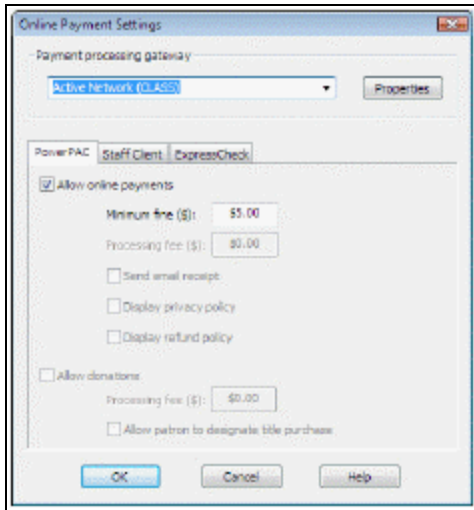 Online Payment Settings
Payment processing gateway
Active Network (CLASS)
Properties
PowerPAC Staff Client ExpressCheck
Allow online payments
Minimum fine ($): $5.00
Processing fee ($): $0.00
Send email receipt
Display privacy policy
Display refund policy
Allow donations
Processing fee ($): $0.00
Allow patron to designate title purchase
OK Cancel Help